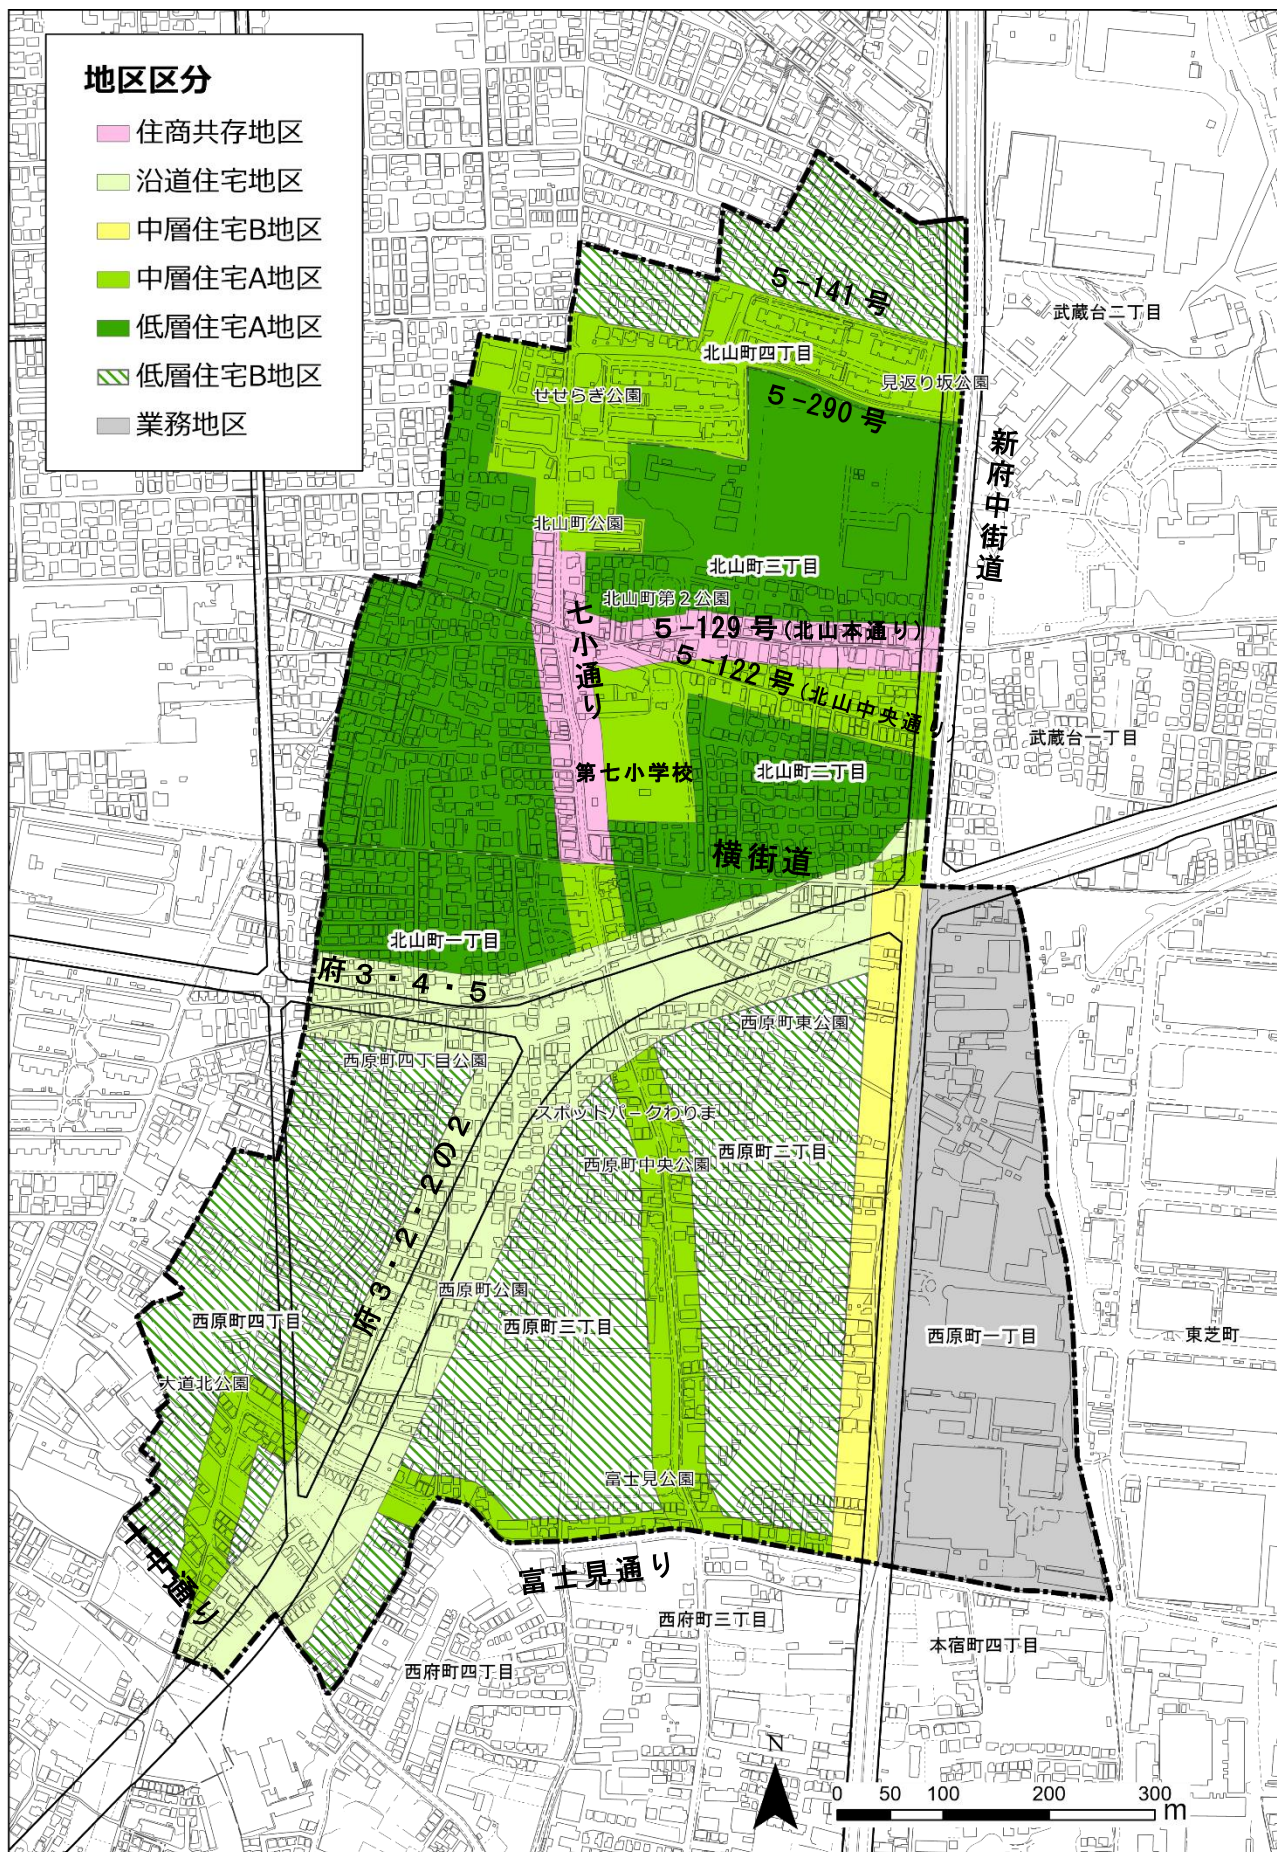 地区区分
住商共存地区
沿道住宅地区
中層住宅B地区
中層住宅A地区
低層住宅A地区
低層住宅B地区
業務地区
5-141号
武蔵台二丁目
北山町四丁目
見返り坂公園
せせらぎ公園
5-290号
新府中街道
北山町公園
北山町三丁目
北山町第2公園
5-129号(北山本通り)
七小通り
5-122号(北山中央通り)
武蔵台一丁目
第七小学校
北山町二丁目
横街道
北山町一丁目
府3・4・5
西原町東公園
西原町四丁目公園
スポットパークわりま
府3・2・2の2
西原町中央公園
西原町二丁目
西原町公園
西原町四丁目
西原町三丁目
西原町一丁目
東芝町
大道北公園
富士見公園
十中通り
富士見通り
西府町三丁目
本宿町四丁目
西府町四丁目
N
0 50 100 200 300 m